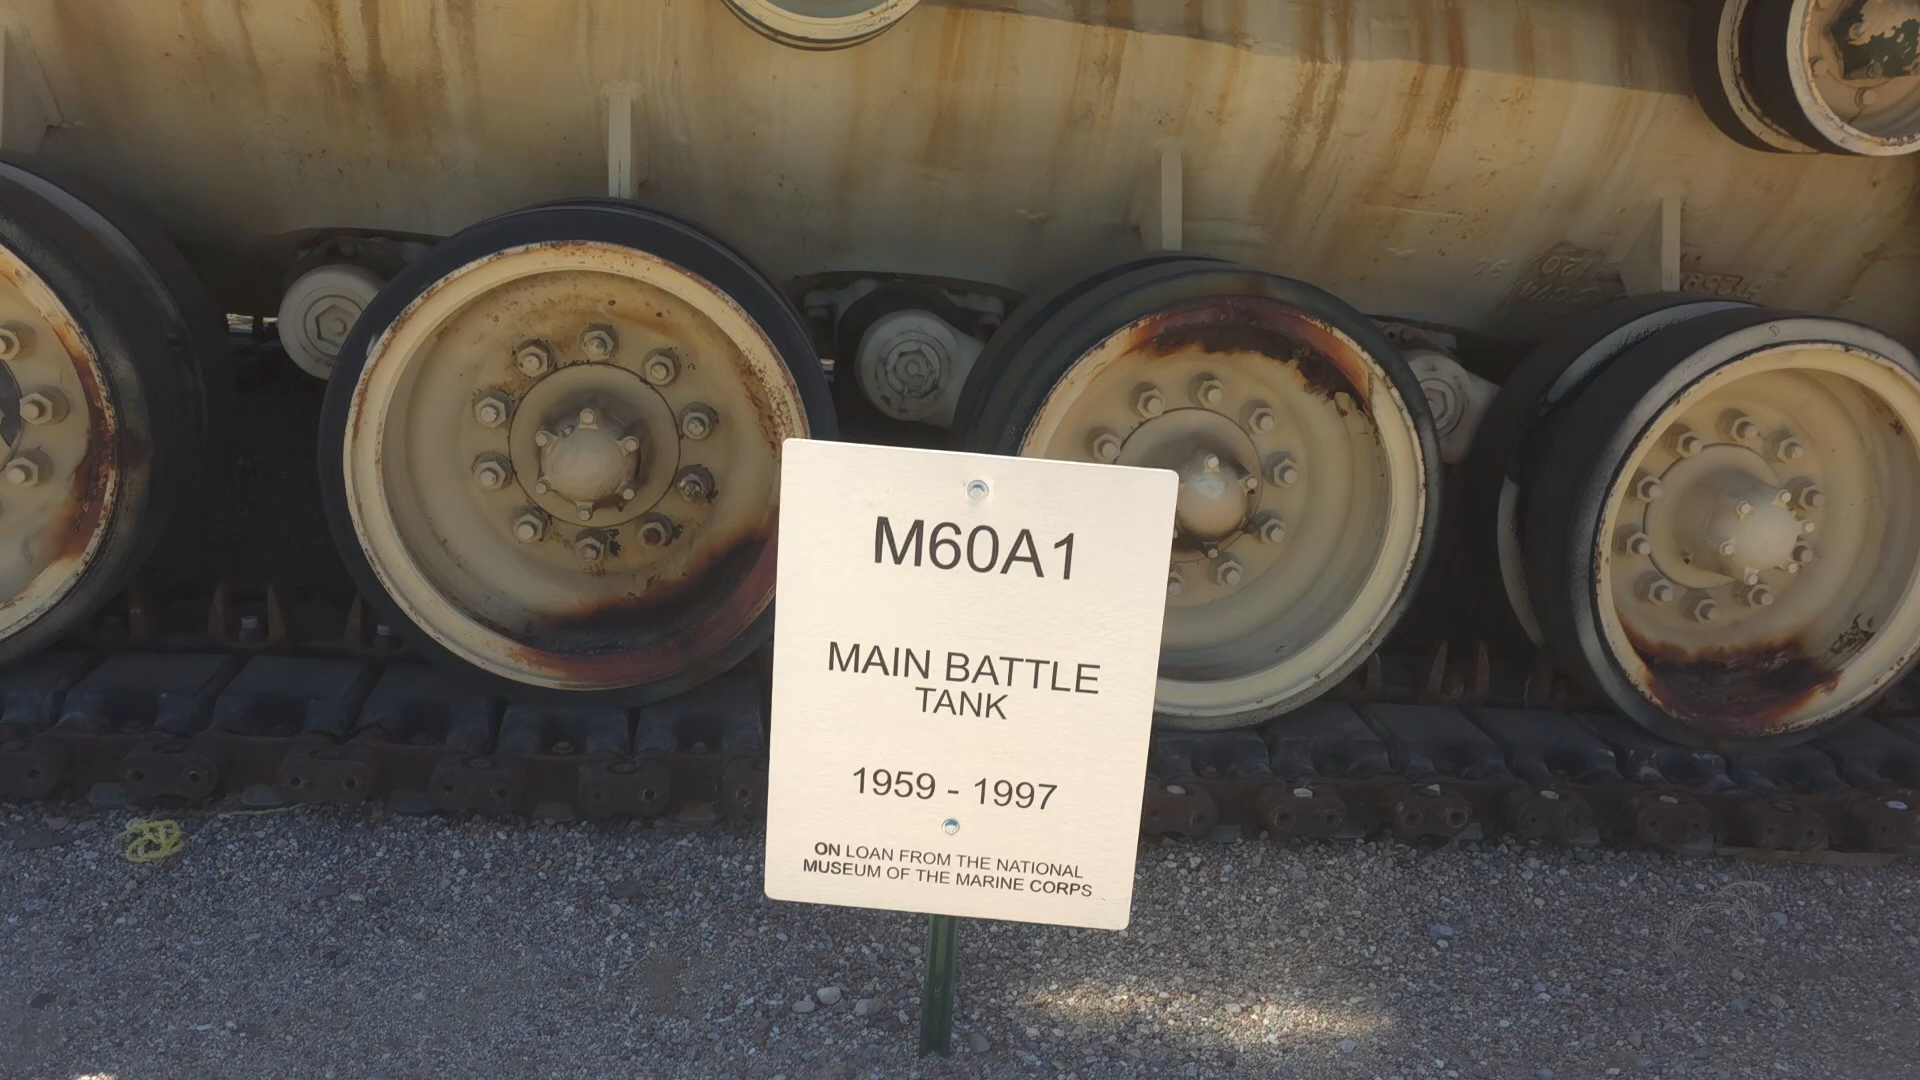 M60A1
MAIN BATTLE
TANK
1959 - 1997
ON LOAN FROM THE NATIONAL
MUSEUM OF THE MARINE CORPS